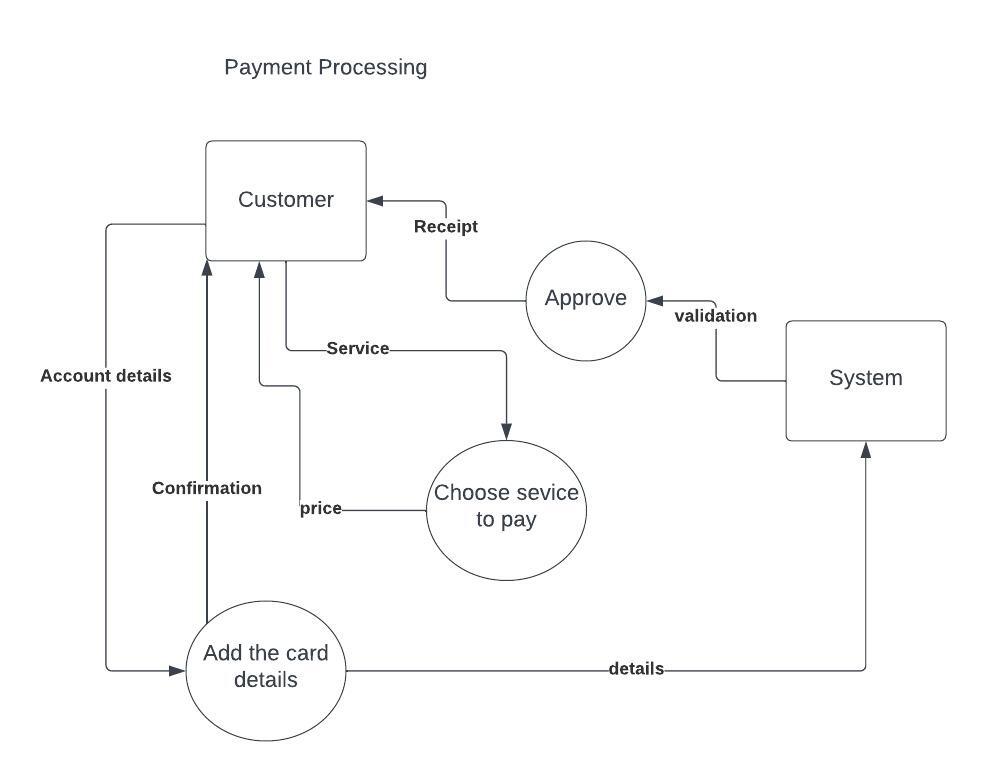 Payment Processing
Customer
Receipt
Approve
validation
System
Service
Account details
Confirmation
price
Choose sevice
to pay
Add the card
details
details